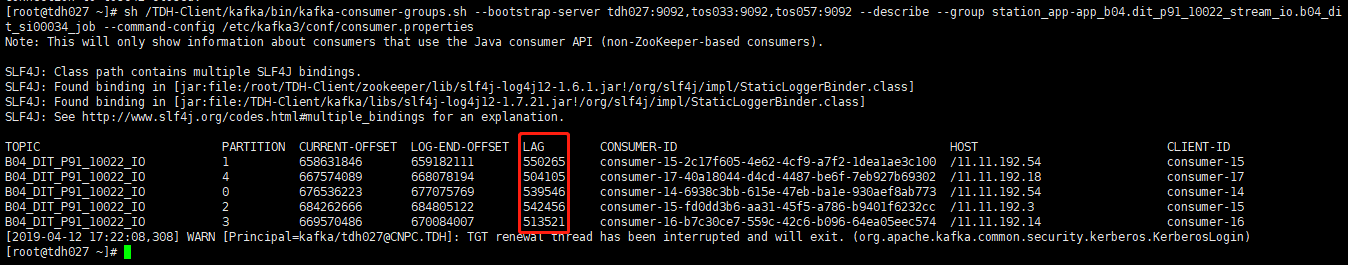 [root@tdh027 ~]# sh /TDH-Client/kafka/bin/kafka-consumer-groups.sh --bootstrap-server tdh027:9092,tos033:9092,tos057:9092 --describe --group station_app-app_b04.dit_p91_10022_stream_io.b04_di
t_si00034_job --command-config /etc/kafka3/conf/consumer.properties
Note: This will only show information about consumers that use the Java consumer API (non-ZooKeeper-based consumers).
SLF4J: Class path contains multiple SLF4J bindings.
SLF4J: Found binding in [jar:file:/root/TDH-Client/zookeeper/lib/slf4j-log4j12-1.6.1.jar!/org/slf4j/impl/StaticLoggerBinder.class]
SLF4J: Found binding in [jar:file:/TDH-Client/kafka/libs/slf4j-log4j12-1.7.21.jar!/org/slf4j/impl/StaticLoggerBinder.class]
SLF4J: See http://www.slf4j.org/codes.html#multiple_bindings for an explanation.
TOPIC PARTITION CURRENT-OFFSET LOG-END-OFFSET LAG CONSUMER-ID HOST CLIENT-ID
B04_DIT_P91_10022_IO 1 658631846 659182111 550265 consumer-15-2c17f605-4e62-4cf9-a7f2-1dea1ae3c100 /11.11.192.54 consumer-15
B04_DIT_P91_10022_IO 4 667574089 668078194 504105 consumer-17-40a18044-d4cd-4487-be6f-7eb927b69302 /11.11.192.18 consumer-17
B04_DIT_P91_10022_IO 0 676536223 677075769 539546 consumer-14-6938c3bb-615e-47eb-ba1e-930aef8ab773 /11.11.192.54 consumer-14
B04_DIT_P91_10022_IO 2 684262666 684805122 542456 consumer-15-fd0dd3b6-aa31-45f5-a786-b9401f6232cc /11.11.192.3 consumer-15
B04_DIT_P91_10022_IO 3 669570486 670084007 513521 consumer-16-b7c30ce7-559c-42c6-b096-64ea05eec574 /11.11.192.14 consumer-16
[2019-04-12 17:22:08,308] WARN [Principal=kafka/tdh027@CNPC.TDH]: TGT renewal thread has been interrupted and will exit. (org.apache.kafka.common.security.kerberos.KerberosLogin)
[root@tdh027 ~]#